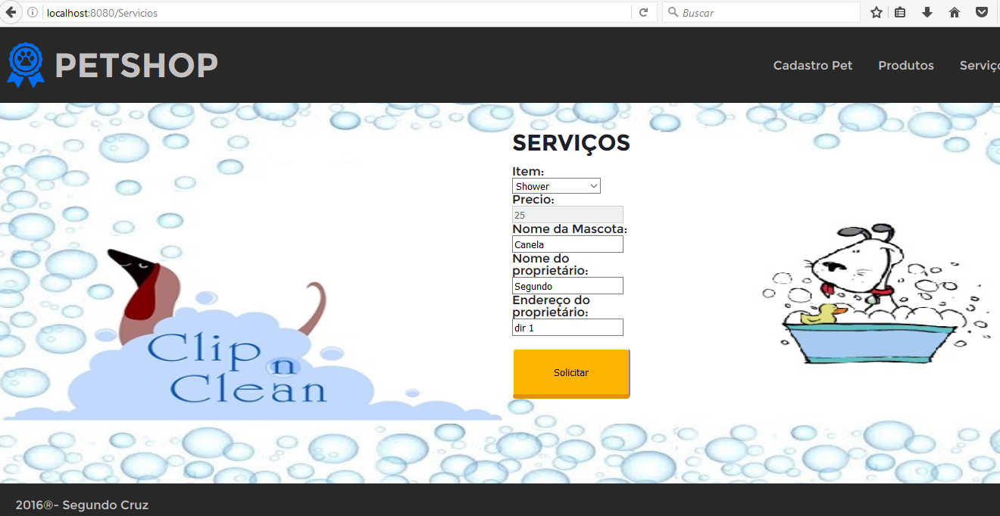 localhost:8080/Servicios
Buscar
PETSHOP
Cadastro Pet Produtos Serviç
SERVIÇOS
Item:
Shower
Precio:
25
Nome da Mascota:
Canela
Nome do
proprietário:
Segundo
Endereço do
proprietário:
dir 1
Solicitar
Clip
n
Clean
2016®- Segundo Cruz